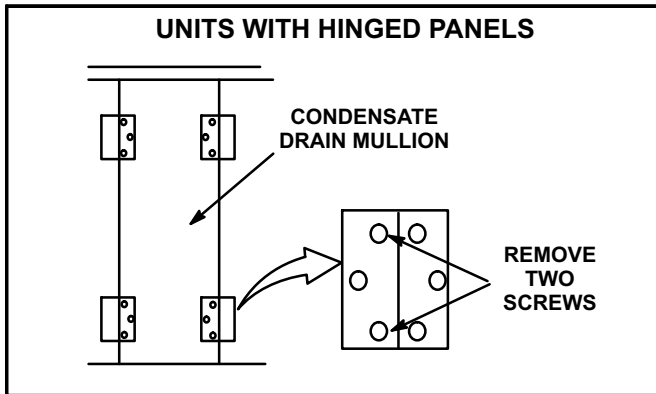 UNITS WITH HINGED PANELS
CONDENSATE
DRAIN MULLION
REMOVE
TWO
SCREWS